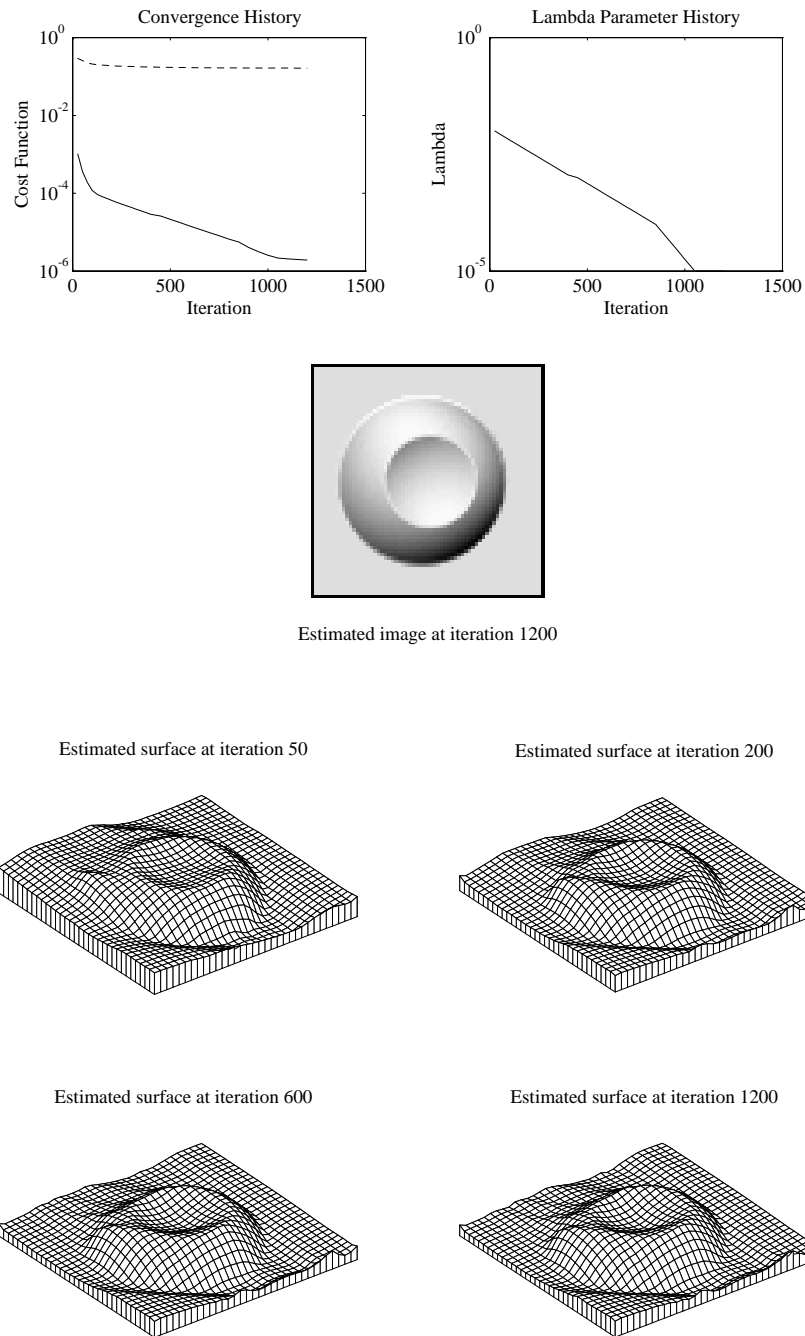 Convergence History
10^0
10^-2
10^-4
10^-6
Cost Function
0 500 1000 1500
Iteration
Lambda Parameter History
10^0
10^-5
Lambda
0 500 1000 1500
Iteration
Estimated image at iteration 1200
Estimated surface at iteration 50
Estimated surface at iteration 200
Estimated surface at iteration 600
Estimated surface at iteration 1200